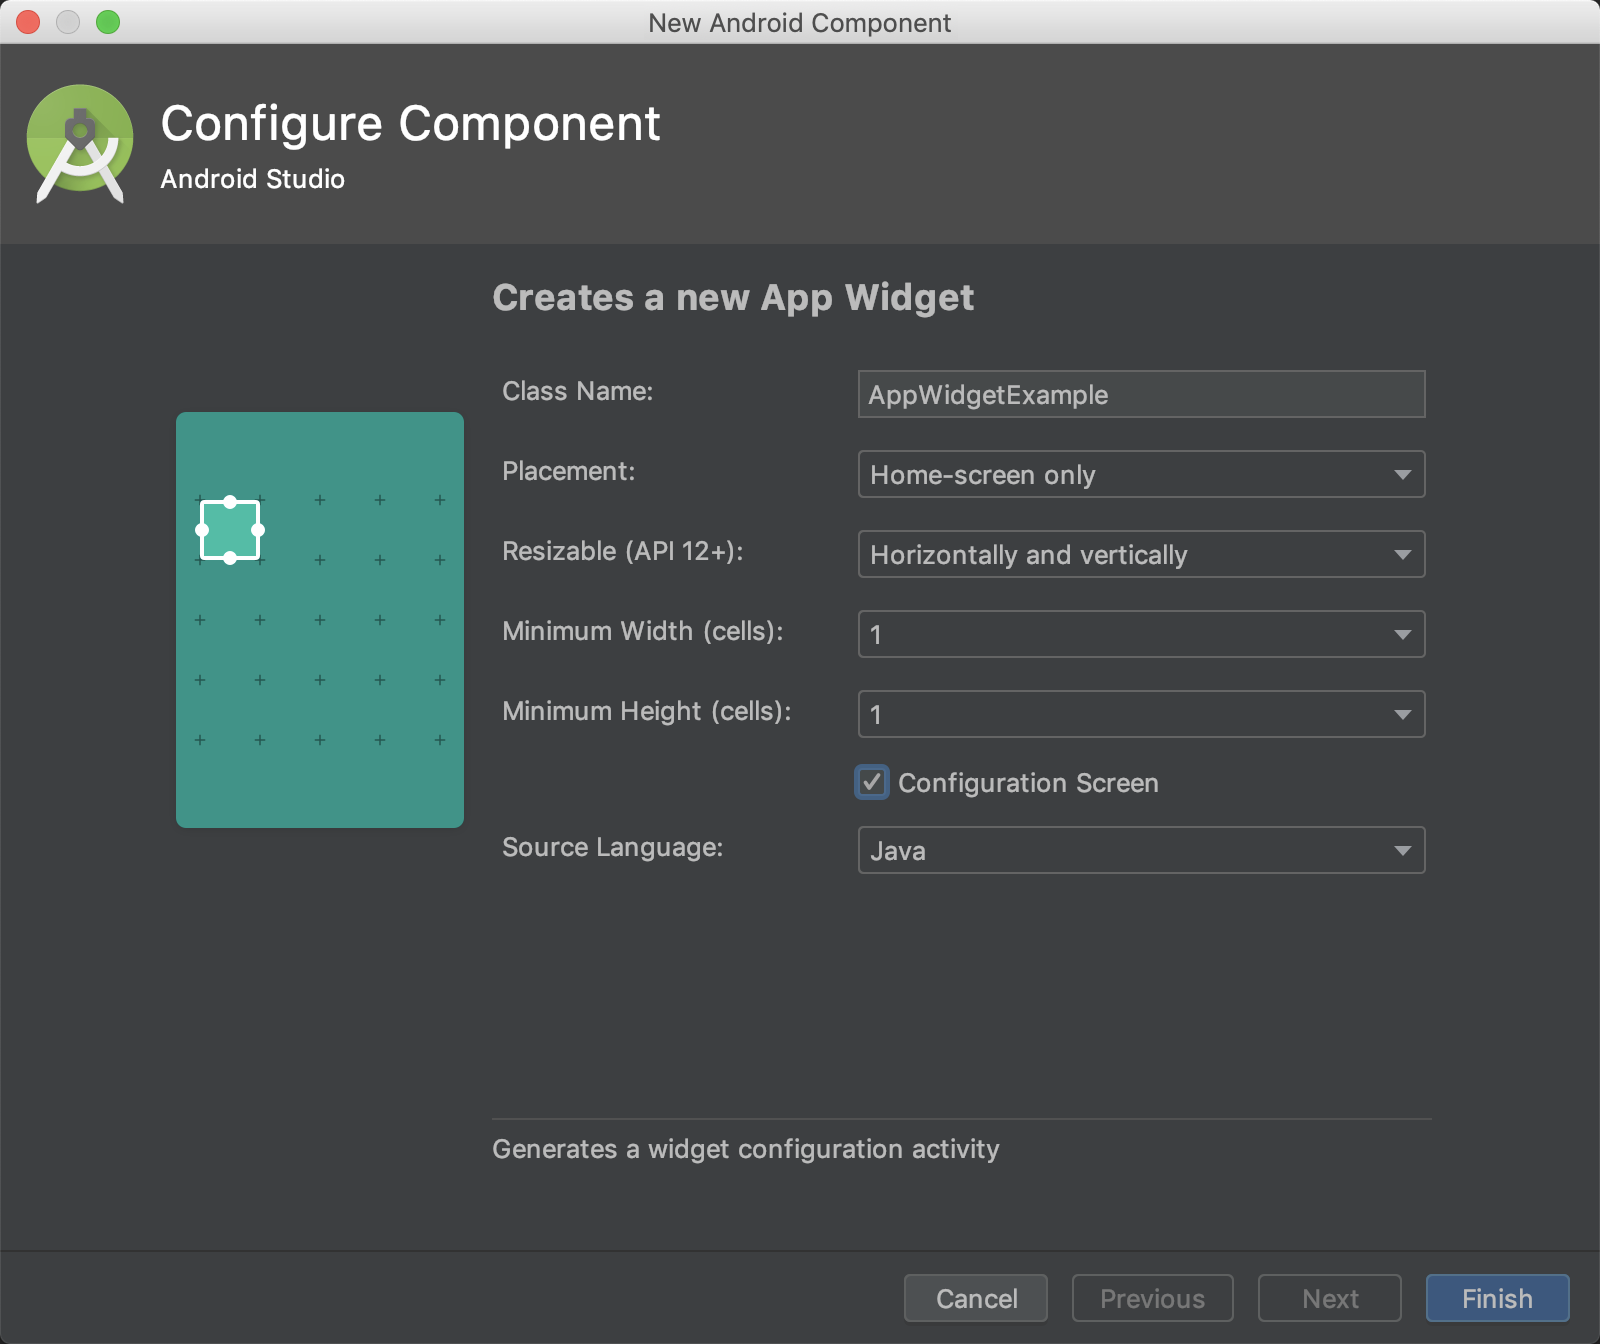 New Android Component
Configure Component
Android Studio
Creates a new App Widget
Class Name:
AppWidgetExample
Placement:
Home-screen only
Resizable (API 12+):
Horizontally and vertically
Minimum Width (cells):
1
Minimum Height (cells):
1
Configuration Screen
Source Language:
Java
Generates a widget configuration activity
Cancel
Previous
Next
Finish